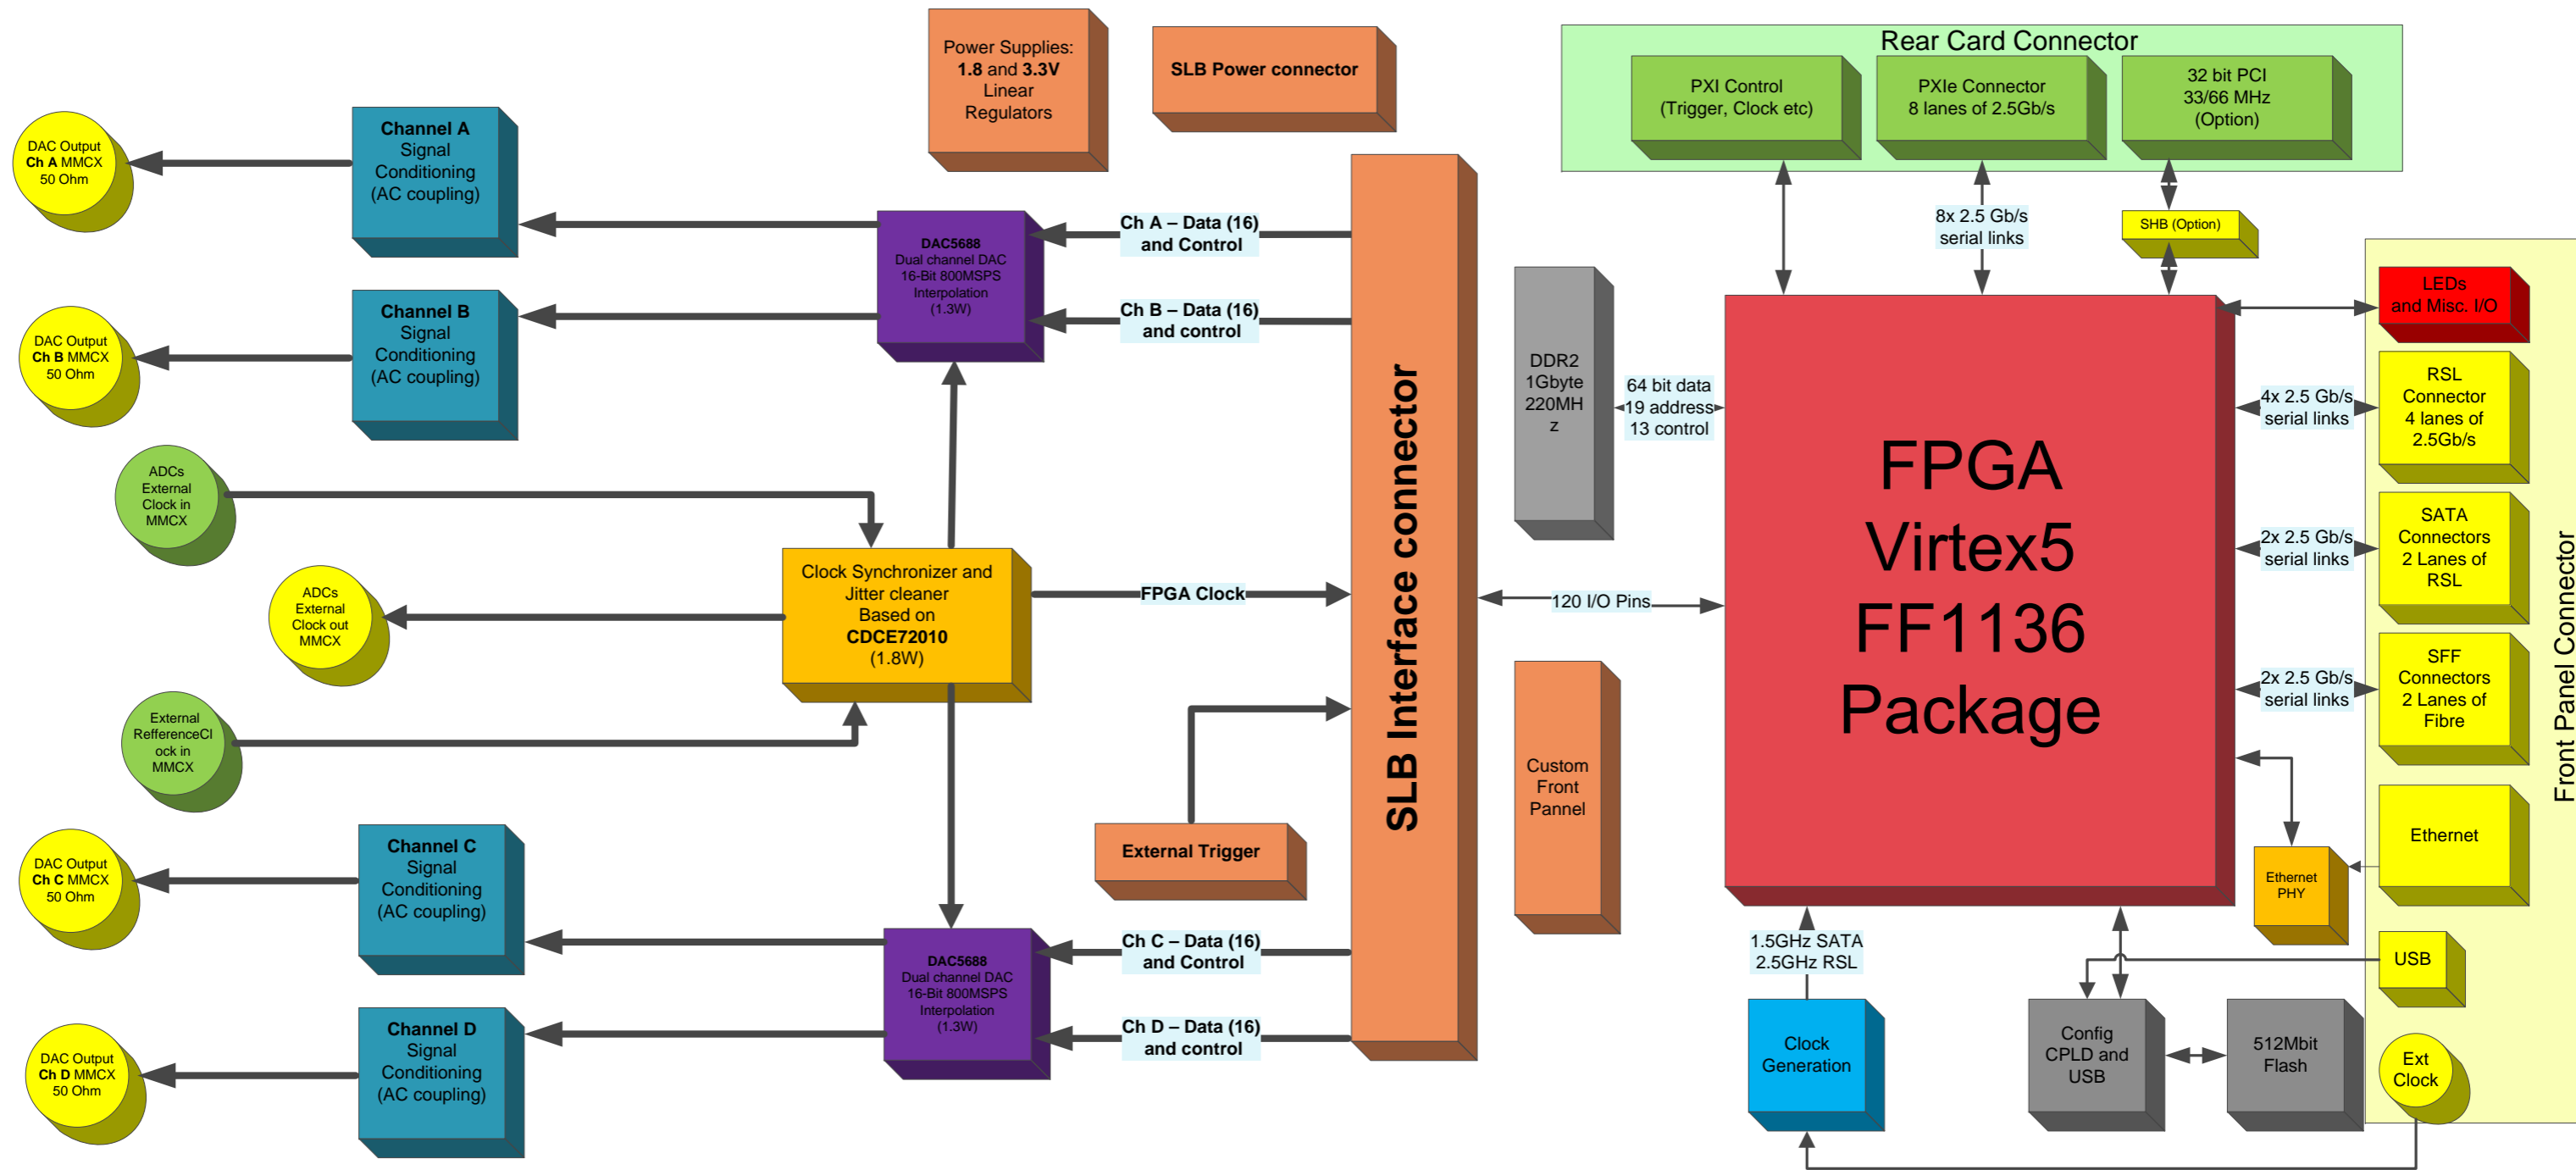 Power Supplies:
1.8 and 3.3V
Linear
Regulators
SLB Power connector
Rear Card Connector
PXI Control
(Trigger, Clock etc)
PXIe Connector
8 lanes of 2.5Gb/s
32 bit PCI
33/66 MHz
(Option)
DAC Output
Ch A MMCX
50 Ohm
Channel A
Signal
Conditioning
(AC coupling)
DAC5688
Dual channel DAC
16-Bit 800MSPS
Interpolation
(1.3W)
Ch A – Data (16)
and Control
Ch B – Data (16)
and control
8x 2.5 Gb/s
serial links
SHB (Option)
DAC Output
Ch B MMCX
50 Ohm
Channel B
Signal
Conditioning
(AC coupling)
SLB Interface connector
DDR2
1Gbyte
220MH
z
64 bit data
19 address
13 control
FPGA
Virtex5
FF1136
Package
Front Panel Connector
LEDs
and Misc. I/O
4x 2.5 Gb/s
serial links
RSL
Connector
4 lanes of
2.5Gb/s
2x 2.5 Gb/s
serial links
SATA
Connectors
2 Lanes of
RSL
2x 2.5 Gb/s
serial links
SFF
Connectors
2 Lanes of
Fibre
ADCs
External
Clock in
MMCX
ADCs
External
Clock out
MMCX
Clock Synchronizer and
Jitter cleaner
Based on
CDCE72010
(1.8W)
FPGA Clock
120 I/O Pins
External
RefferenceCl
ock in
MMCX
Custom
Front
Pannel
External Trigger
Ethernet
Ethernet
PHY
DAC Output
Ch C MMCX
50 Ohm
Channel C
Signal
Conditioning
(AC coupling)
DAC5688
Dual channel DAC
16-Bit 800MSPS
Interpolation
(1.3W)
Ch C – Data (16)
and Control
Ch D – Data (16)
and control
1.5GHz SATA
2.5GHz RSL
USB
DAC Output
Ch D MMCX
50 Ohm
Channel D
Signal
Conditioning
(AC coupling)
Clock
Generation
Config
CPLD and
USB
512Mbit
Flash
Ext
Clock